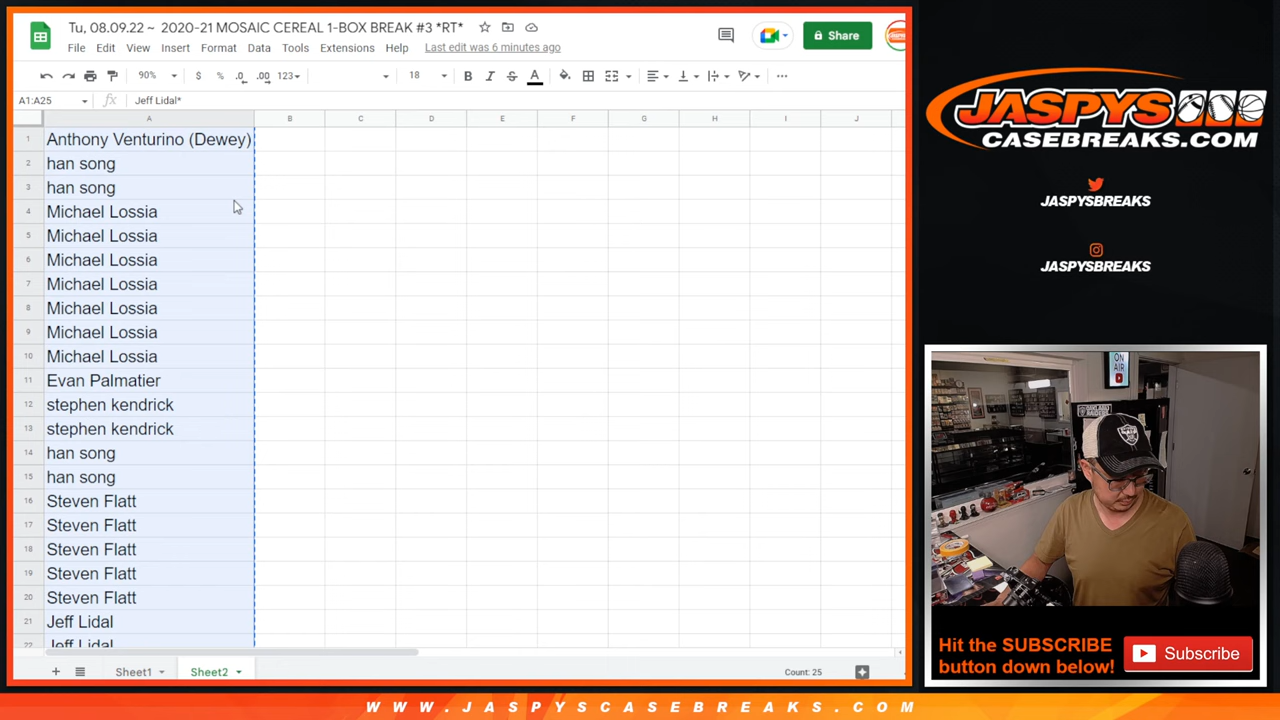 Tu, 08.09.22 ~ 2020-21 MOSAIC CEREAL 1-BOX BREAK #3 *RT*
File Edit View Insert Format Data Tools Extensions Help Last edit was 6 minutes ago
Share
90% $ % .0 .00 123 18 B I S A
A1:A25 fx Jeff Lidal*
A B C D E F G H I J
1 Anthony Venturino (Dewey)
2 han song
3 han song
4 Michael Lossia
5 Michael Lossia
6 Michael Lossia
7 Michael Lossia
8 Michael Lossia
9 Michael Lossia
10 Michael Lossia
11 Evan Palmatier
12 stephen kendrick
13 stephen kendrick
14 han song
15 han song
16 Steven Flatt
17 Steven Flatt
18 Steven Flatt
19 Steven Flatt
20 Steven Flatt
21 Jeff Lidal
22 Jeff Lidal
Sheet1 Sheet2 Count: 25
JASPYS
CASEBREAKS.COM
JASPYSBREAKS
JASPYSBREAKS
ON
AIR
RAIDERS
Hit the SUBSCRIBE
button down below!
Subscribe
WWW.JASPYSCASEBREAKS.COM